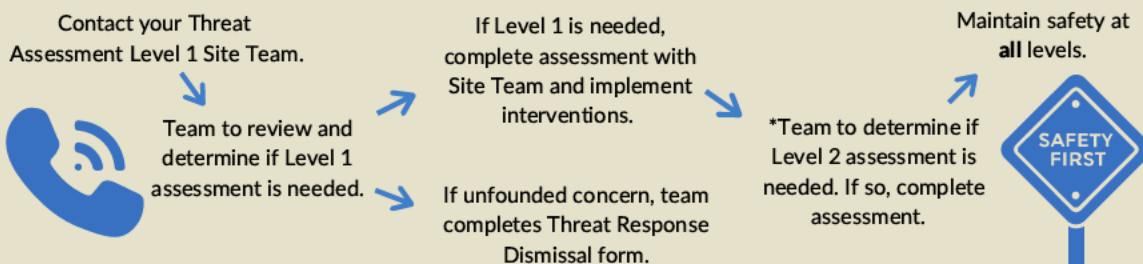 Contact your Threat
Assessment Level 1 Site Team.
Team to review and
determine if Level 1
assessment is needed.
If Level 1 is needed,
complete assessment with
Site Team and implement
interventions.
If unfounded concern, team
completes Threat Response
Dismissal form.
*Team to determine if
Level 2 assessment is
needed. If so, complete
assessment.
Maintain safety at
all levels.
SAFETY
FIRST